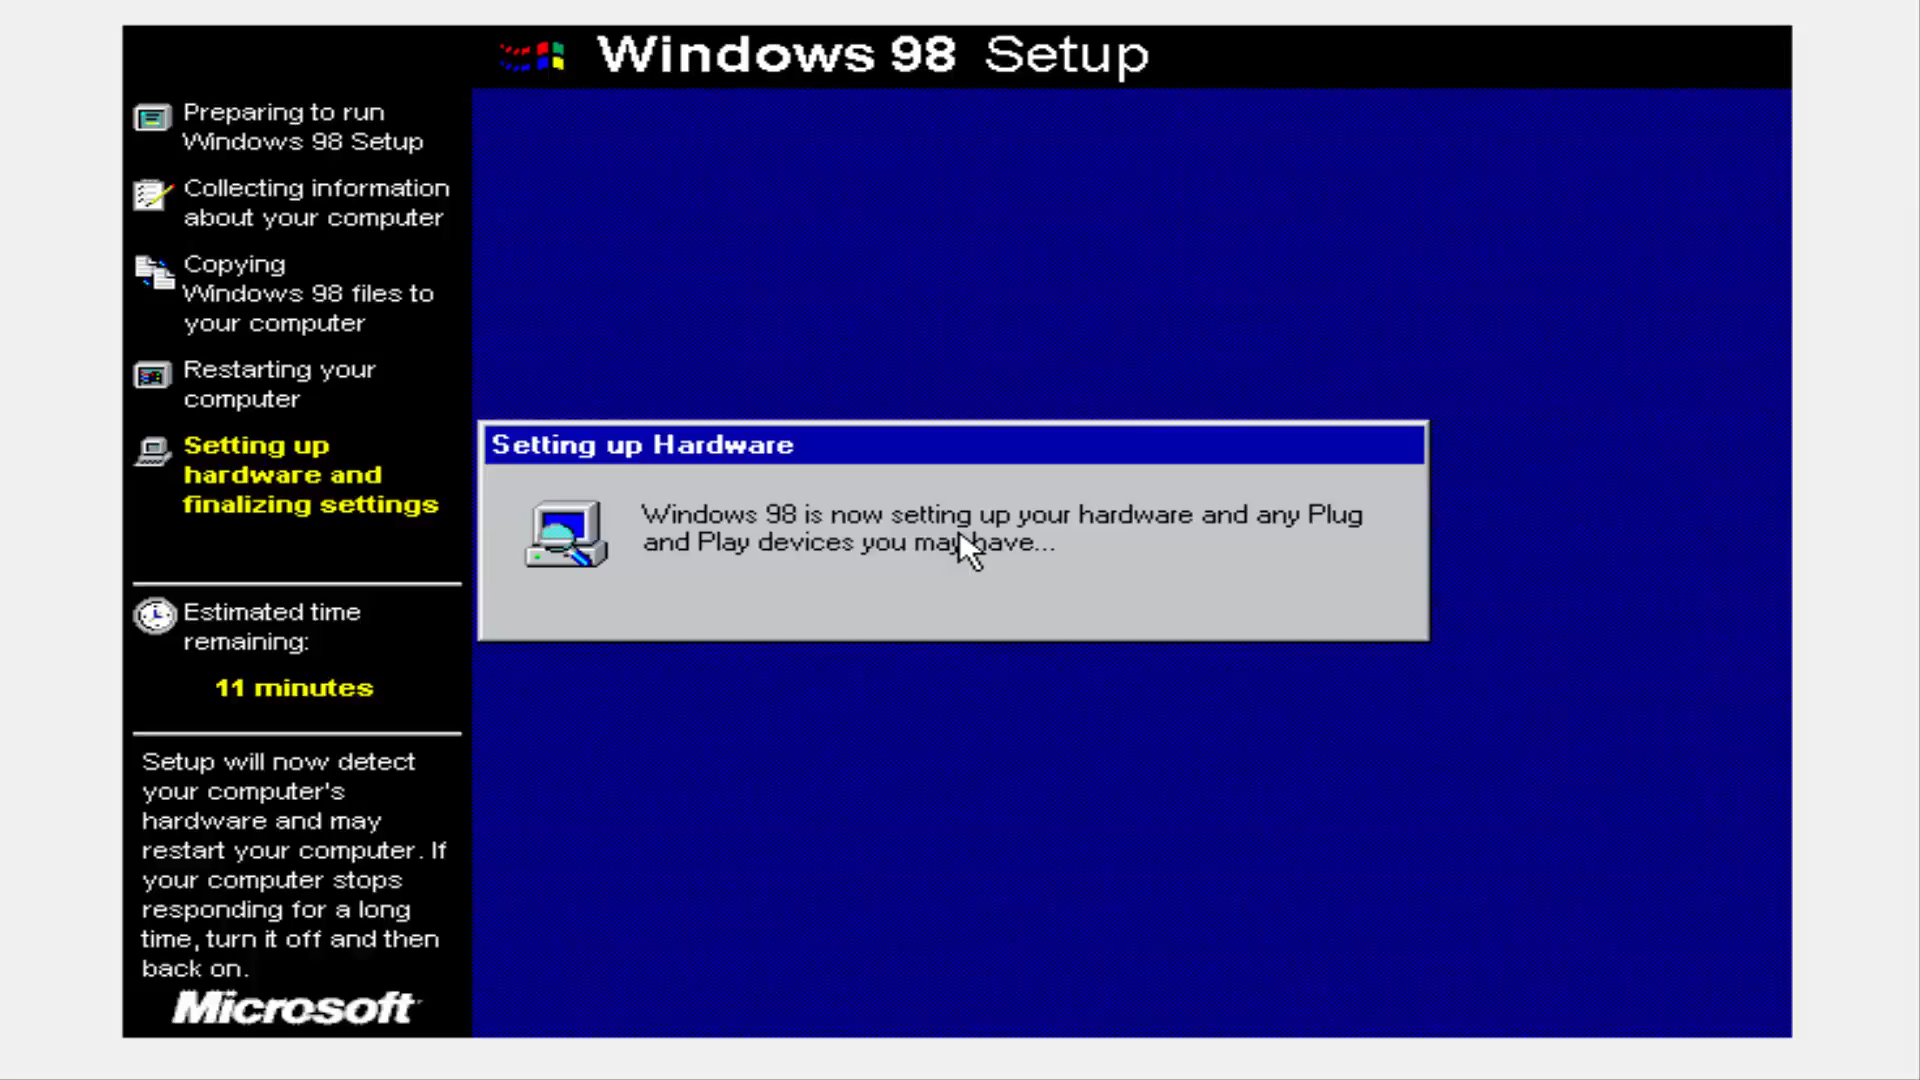 Windows 98 Setup
Preparing to run
Windows 98 Setup
Collecting information
about your computer
Copying
Windows 98 files to
your computer
Restarting your
computer
Setting up
hardware and
finalizing settings
Estimated time
remaining:
11 minutes
Setup will now detect
your computer's
hardware and may
restart your computer. If
your computer stops
responding for a long
time, turn it off and then
back on.
Microsoft
Setting up Hardware
Windows 98 is now setting up your hardware and any Plug
and Play devices you may have...